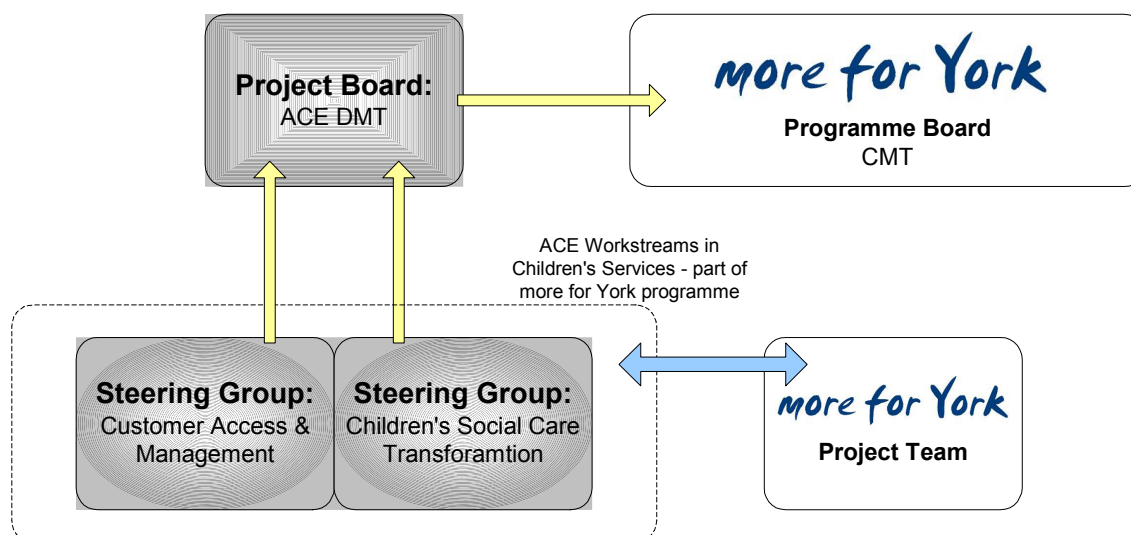 Project Board:
ACE DMT
more for York
Programme Board
CMT
ACE Workstreams in
Children's Services - part of
more for York programme
Steering Group:
Customer Access &
Management
Steering Group:
Children's Social Care
Transforamtion
more for York
Project Team